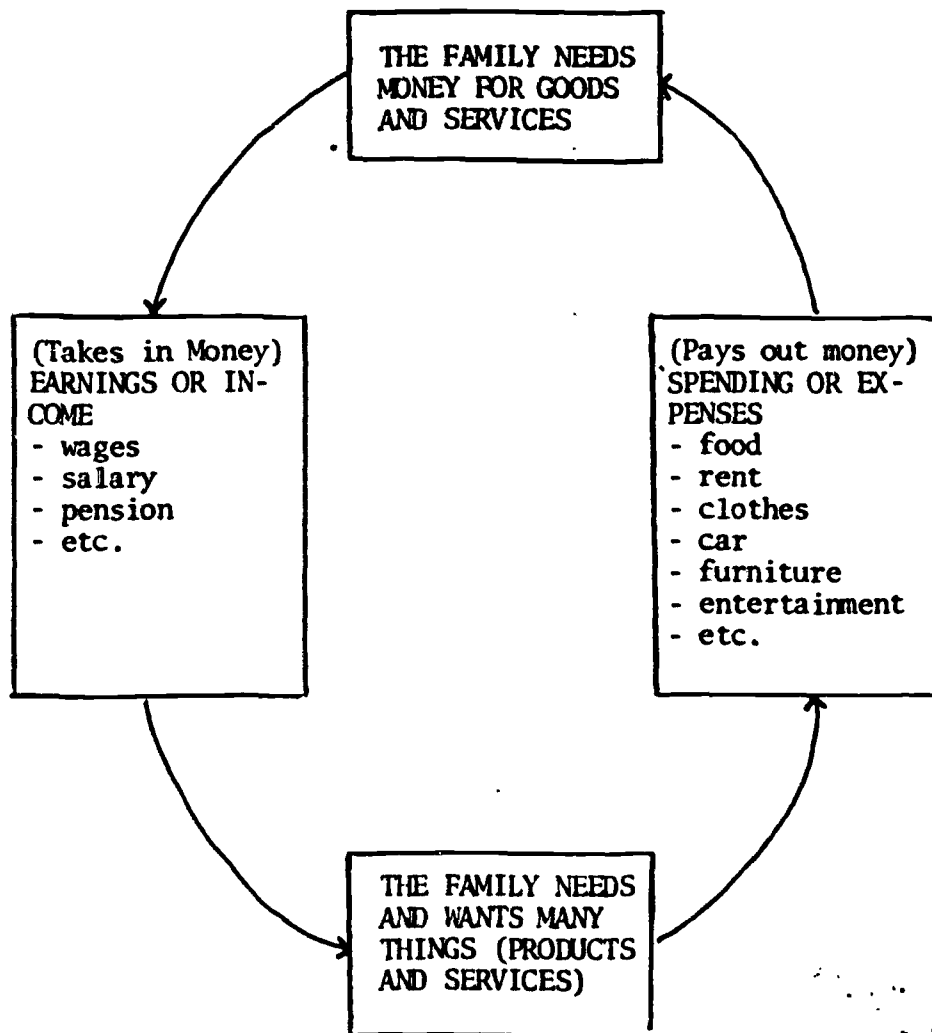 THE FAMILY NEEDS
MONEY FOR GOODS
AND SERVICES
(Takes in Money)
EARNINGS OR IN-
COME
- wages
- salary
- pension
- etc.
(Pays out money)
SPENDING OR EX-
PENSES
- food
- rent
- clothes
- car
- furniture
- entertainment
- etc.
THE FAMILY NEEDS
AND WANTS MANY
THINGS (PRODUCTS
AND SERVICES)